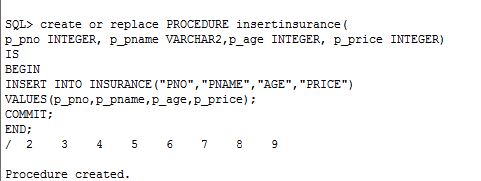 SQL> create or replace PROCEDURE insertinsurance(
p_pno INTEGER, p_pname VARCHAR2,p_age INTEGER, p_price INTEGER)
IS
BEGIN
INSERT INTO INSURANCE("PNO","PNAME","AGE","PRICE")
VALUES(p_pno,p_pname,p_age,p_price);
COMMIT;
END;
/  2    3    4    5    6    7    8    9
Procedure created.